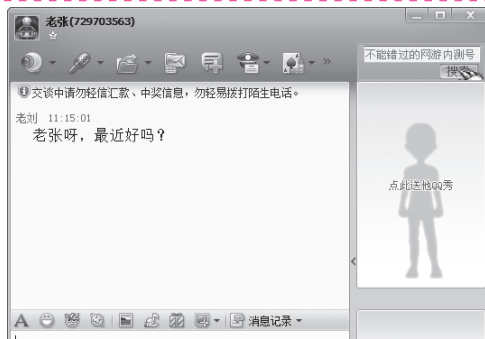 老张(729703563)
不能错过的网游内测号
搜索
交谈中请勿轻信汇款、中奖信息，勿轻易拨打陌生电话。
老刘 11:15:01
老张呀，最近好吗？
点此送他QQ秀
A
消息记录